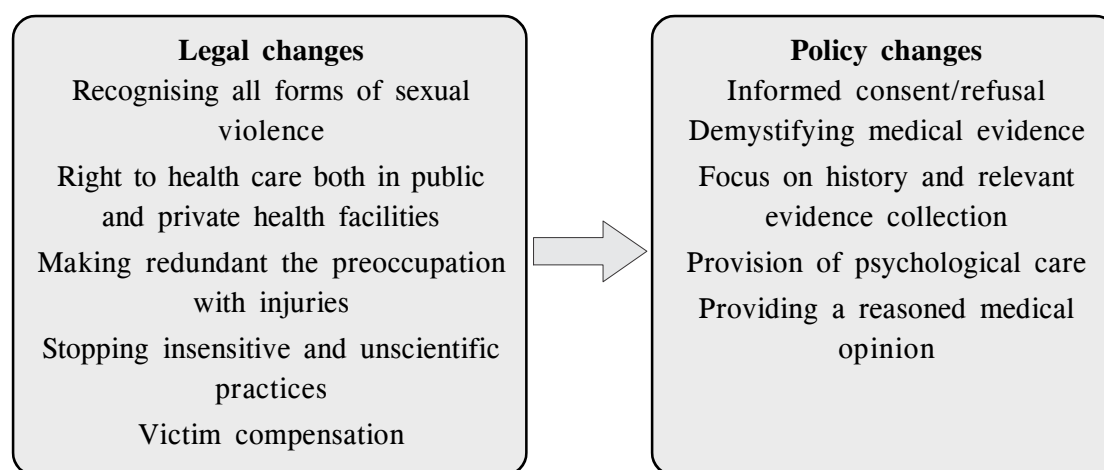 Legal changes
Recognising all forms of sexual
violence
Right to health care both in public
and private health facilities
Making redundant the preoccupation
with injuries
Stopping insensitive and unscientific
practices
Victim compensation
Policy changes
Informed consent/refusal
Demystifying medical evidence
Focus on history and relevant
evidence collection
Provision of psychological care
Providing a reasoned medical
opinion